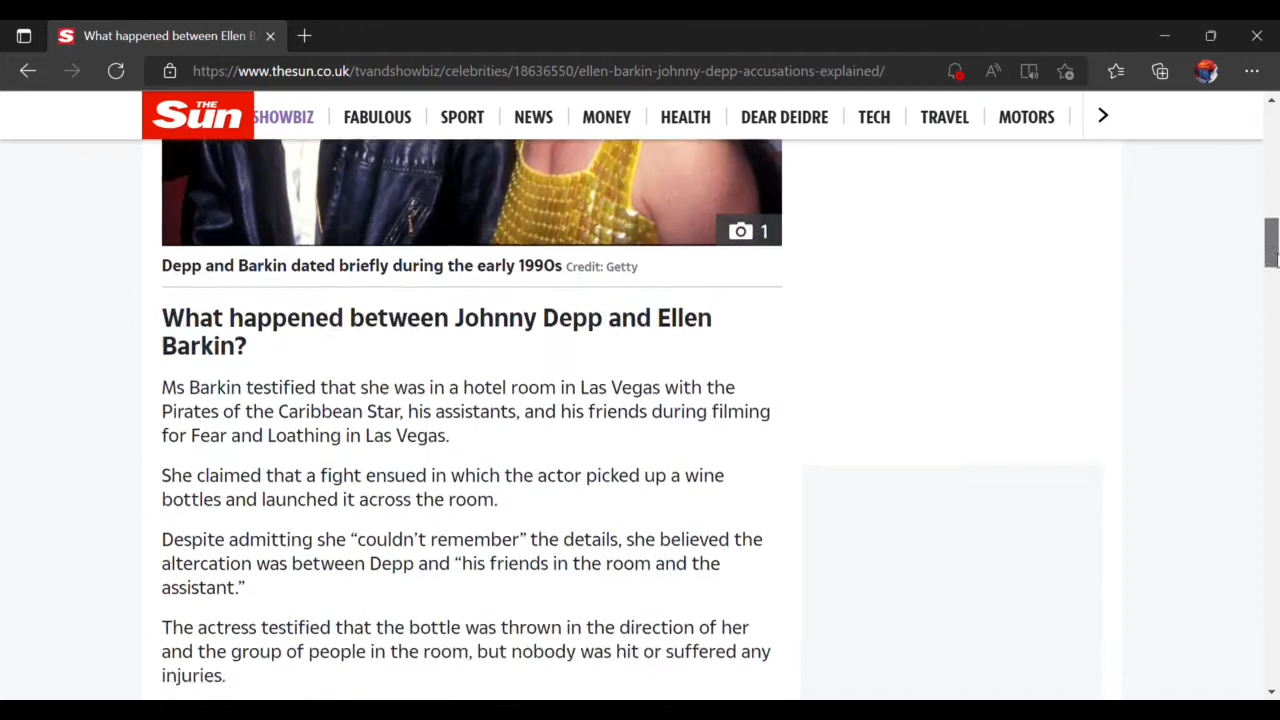 What happened between Ellen B
https://www.thesun.co.uk/tvandshowbiz/celebrities/18636550/ellen-barkin-johnny-depp-accusations-explained/
THE Sun SHOWBIZ FABULOUS SPORT NEWS MONEY HEALTH DEAR DEIDRE TECH TRAVEL MOTORS
1
Depp and Barkin dated briefly during the early 1990s Credit: Getty
What happened between Johnny Depp and Ellen
Barkin?
Ms Barkin testified that she was in a hotel room in Las Vegas with the
Pirates of the Caribbean Star, his assistants, and his friends during filming
for Fear and Loathing in Las Vegas.
She claimed that a fight ensued in which the actor picked up a wine
bottles and launched it across the room.
Despite admitting she “couldn’t remember” the details, she believed the
altercation was between Depp and “his friends in the room and the
assistant.”
The actress testified that the bottle was thrown in the direction of her
and the group of people in the room, but nobody was hit or suffered any
injuries.